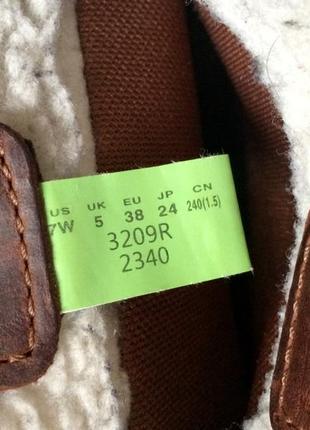 US UK EU JP CN
7W 5 38 24 240(1.5)
3209R
2340